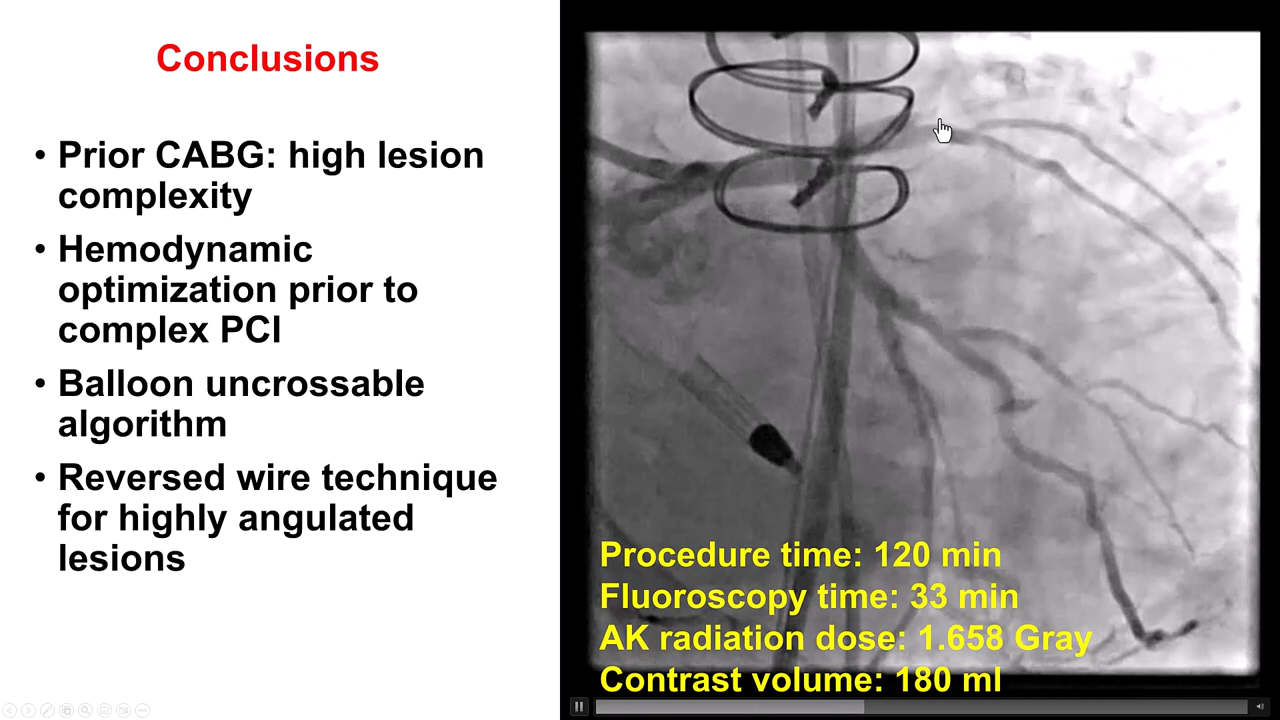 Conclusions
• Prior CABG: high lesion
complexity
• Hemodynamic
optimization prior to
complex PCI
• Balloon uncrossable
algorithm
• Reversed wire technique
for highly angulated
lesions
Procedure time: 120 min
Fluoroscopy time: 33 min
AK radiation dose: 1.658 Gray
Contrast volume: 180 ml